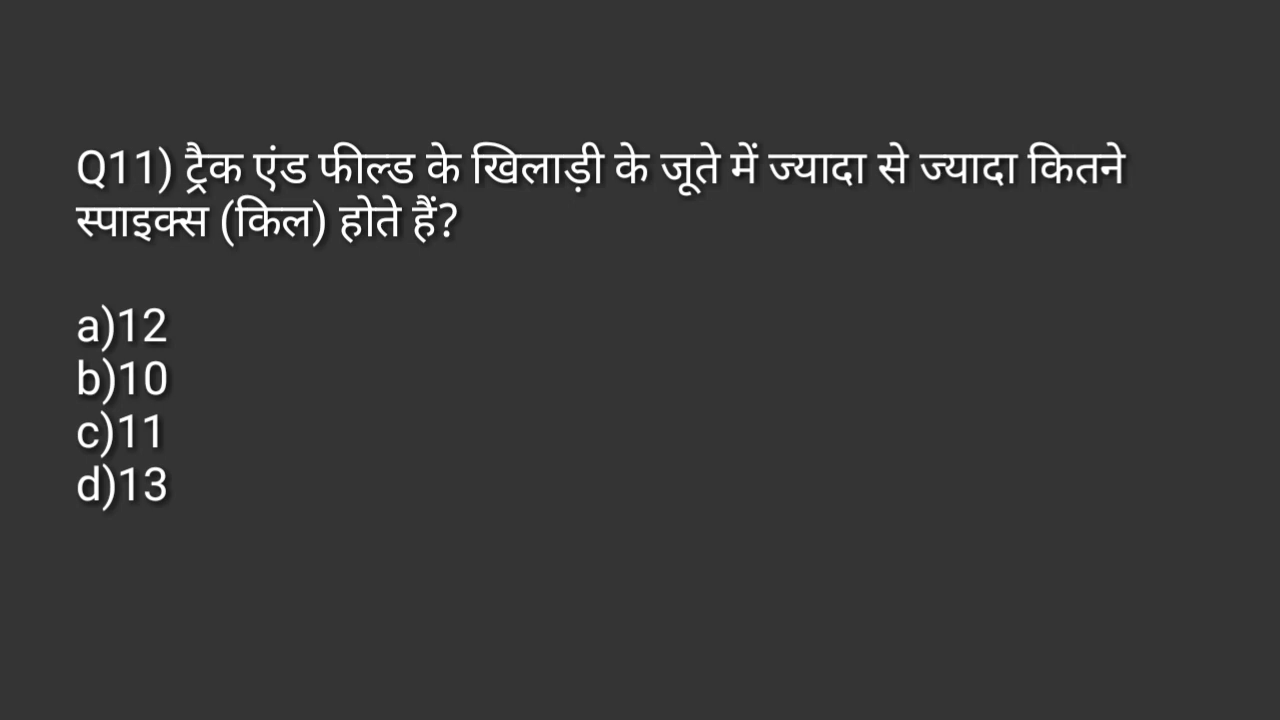 Q11) ट्रैक एंड फील्ड के खिलाड़ी के जूते में ज्यादा से ज्यादा कितने
स्पाइक्स (किल) होते हैं?
a)12
b)10
c)11
d)13